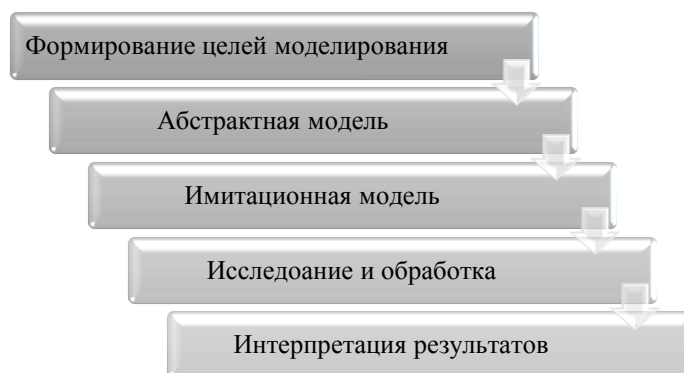 Формирование целей моделирования
Абстрактная модель
Имитационная модель
Исследоание и обработка
Интерпретация результатов